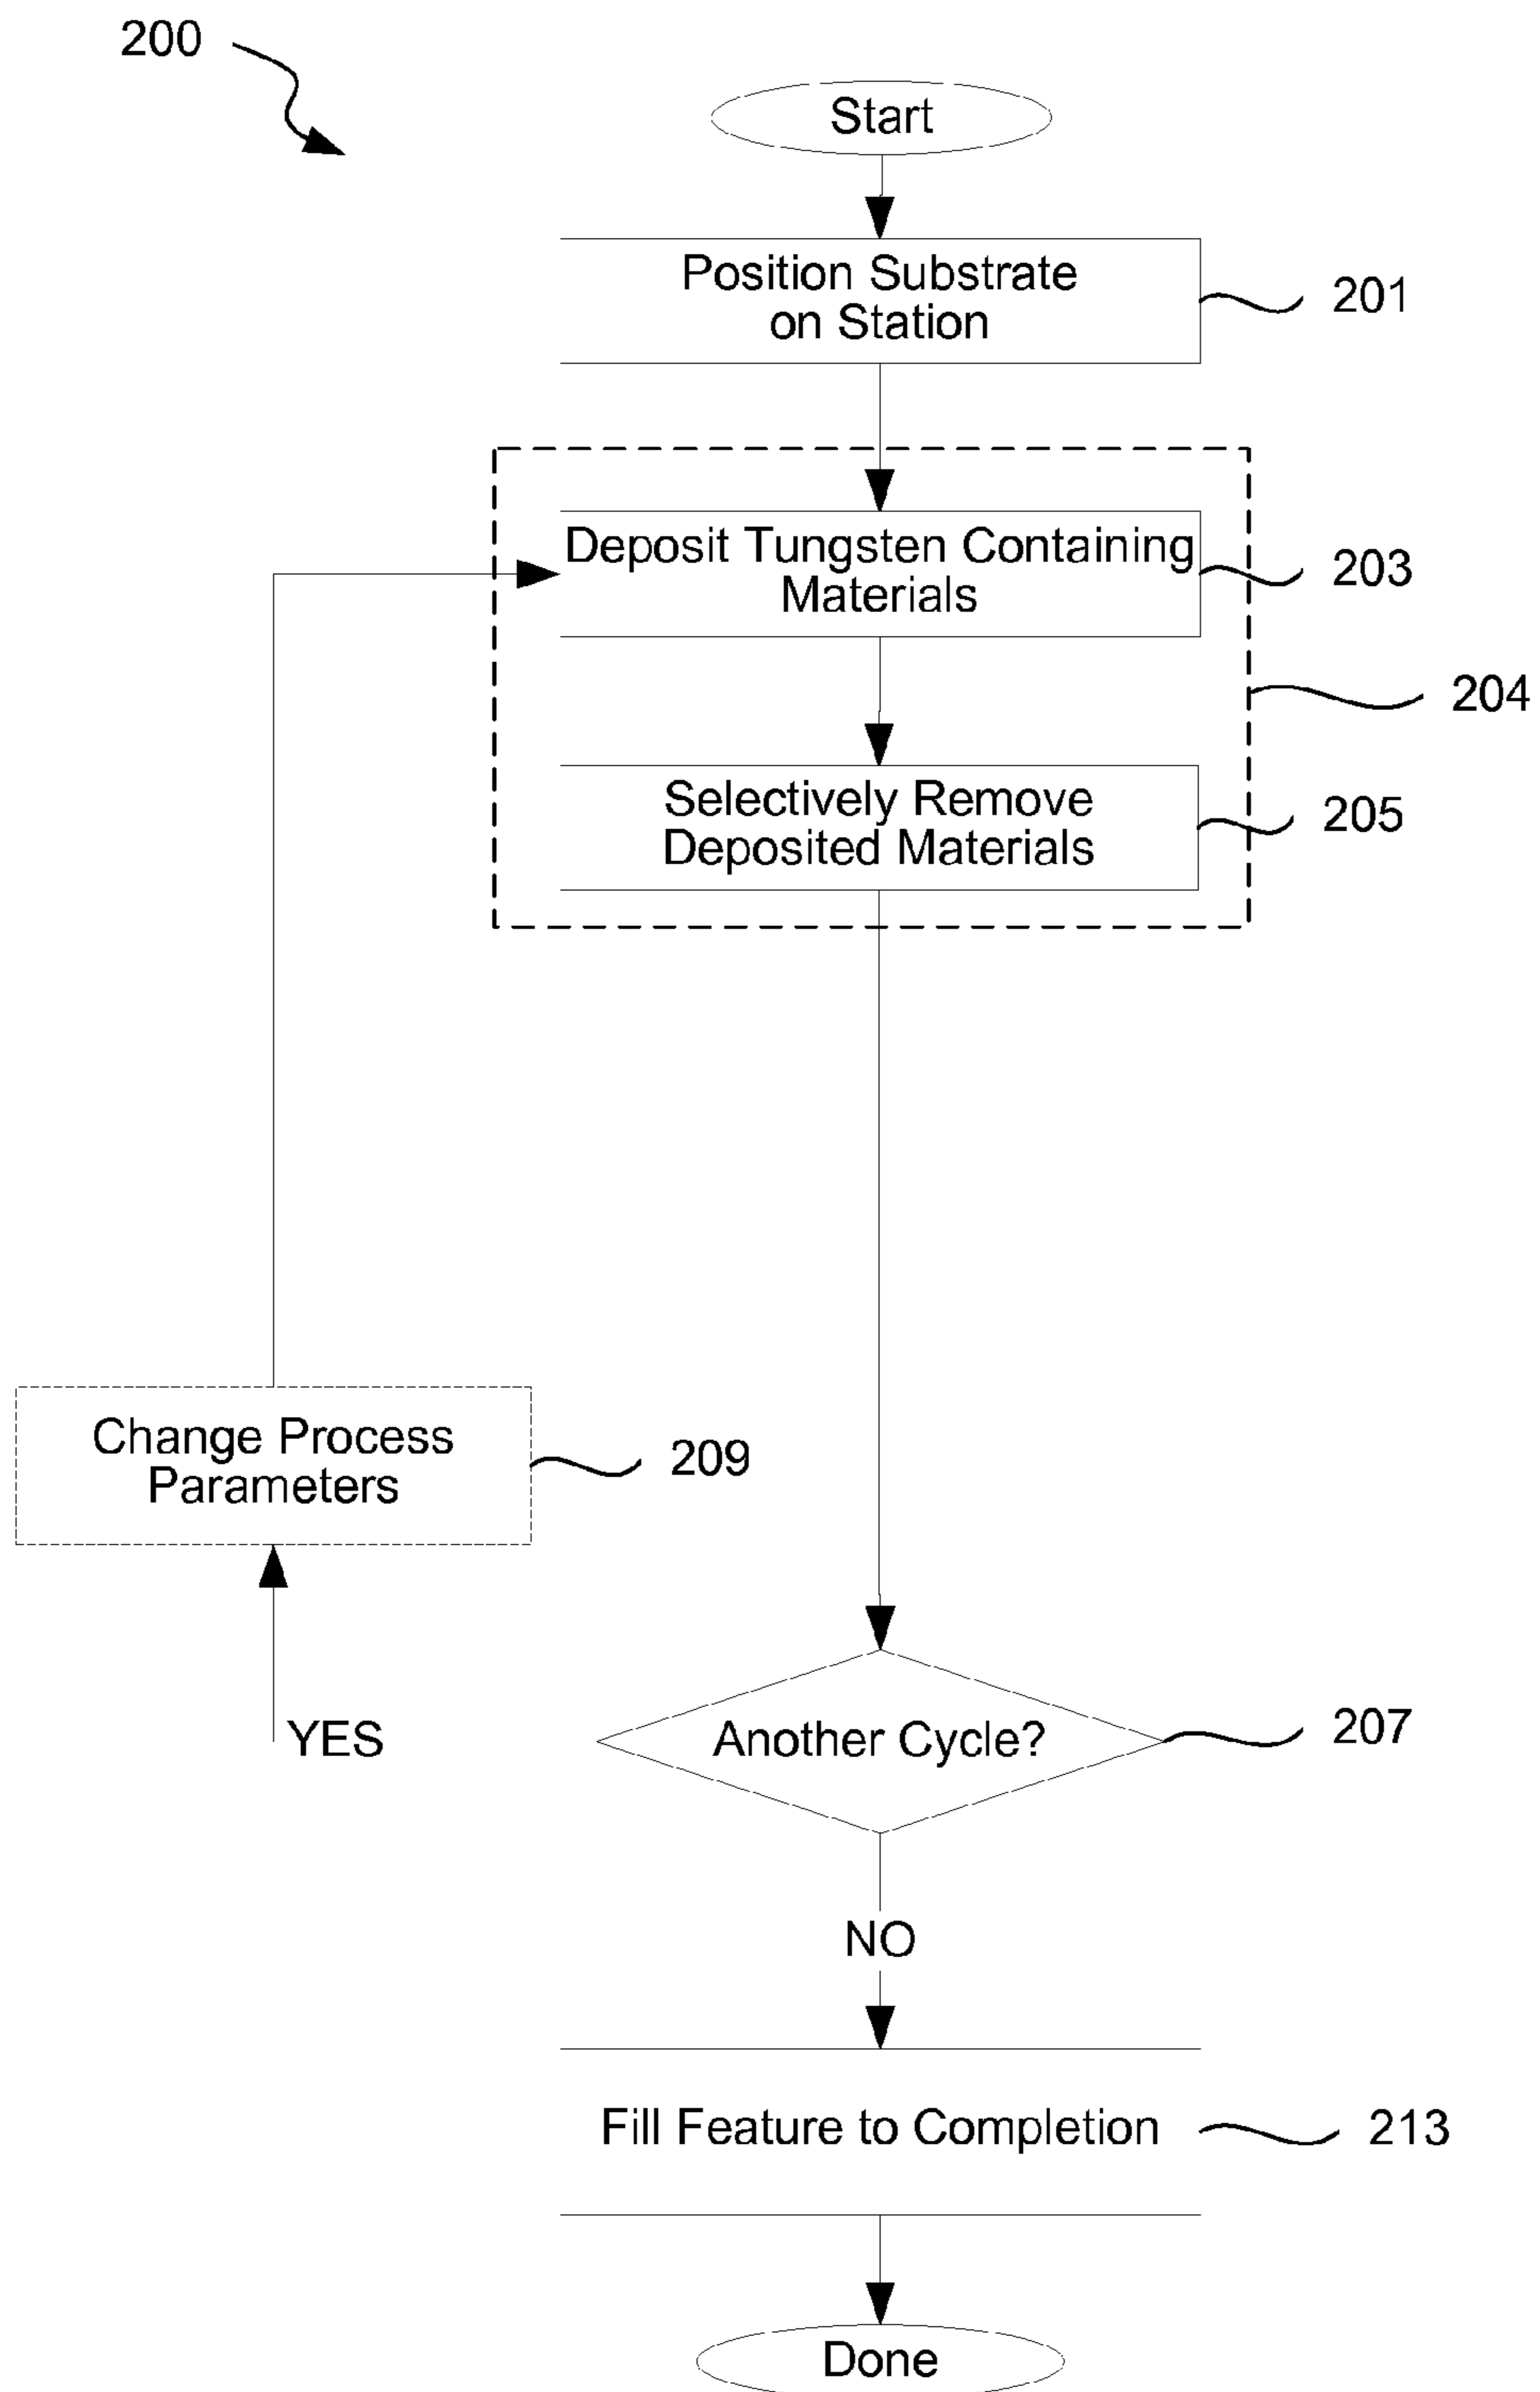 200
Start
Position Substrate
on Station
201
Deposit Tungsten Containing
Materials
203
204
Selectively Remove
Deposited Materials
205
Change Process
Parameters
209
YES
Another Cycle?
207
NO
Fill Feature to Completion
213
Done